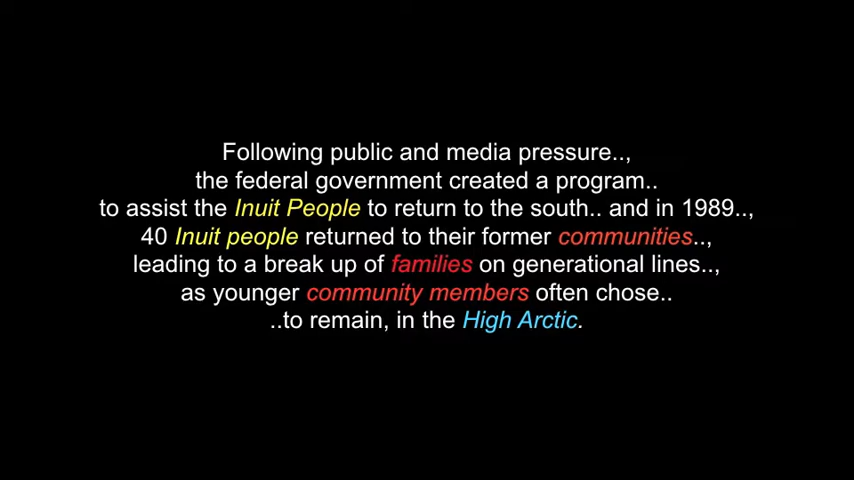 Following public and media pressure..,
the federal government created a program..
to assist the Inuit People to return to the south.. and in 1989..,
40 Inuit people returned to their former communities..,
leading to a break up of families on generational lines..,
as younger community members often chose..
..to remain, in the High Arctic.